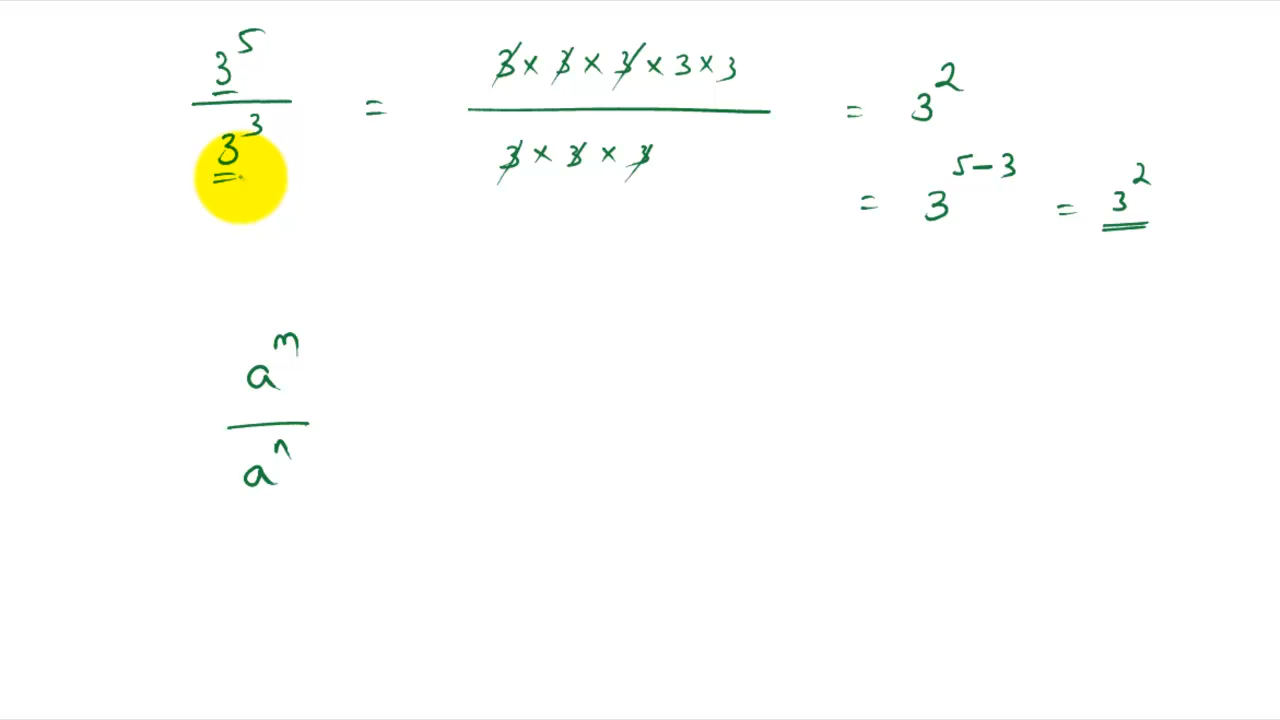 3^5 / 3^3 = 3 × 3 × 3 × 3 × 3 / 3 × 3 × 3 = 3^2
= 3^5-3 = 3^2
a^m / a^n